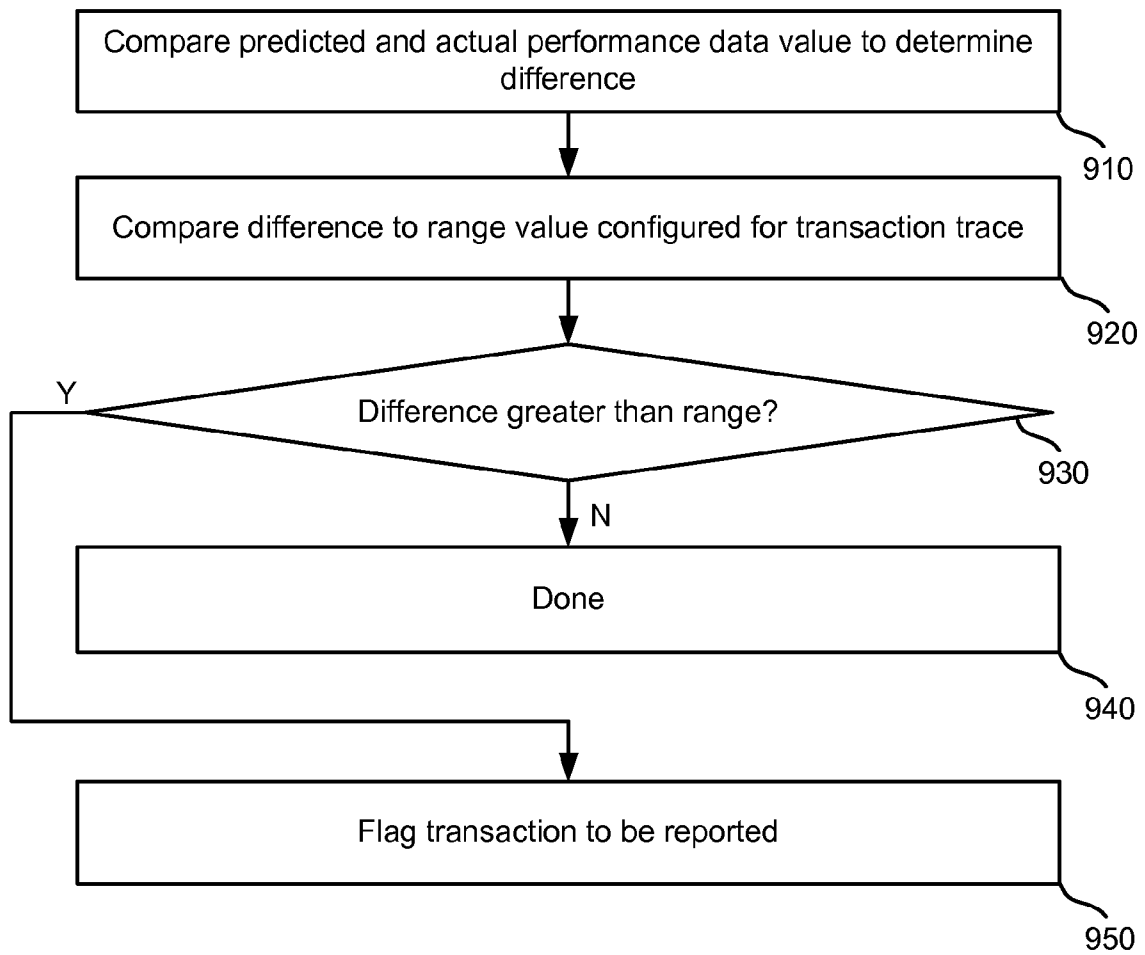 Compare predicted and actual performance data value to determine
difference
910
Compare difference to range value configured for transaction trace
920
Y
Difference greater than range?
930
N
Done
940
Flag transaction to be reported
950